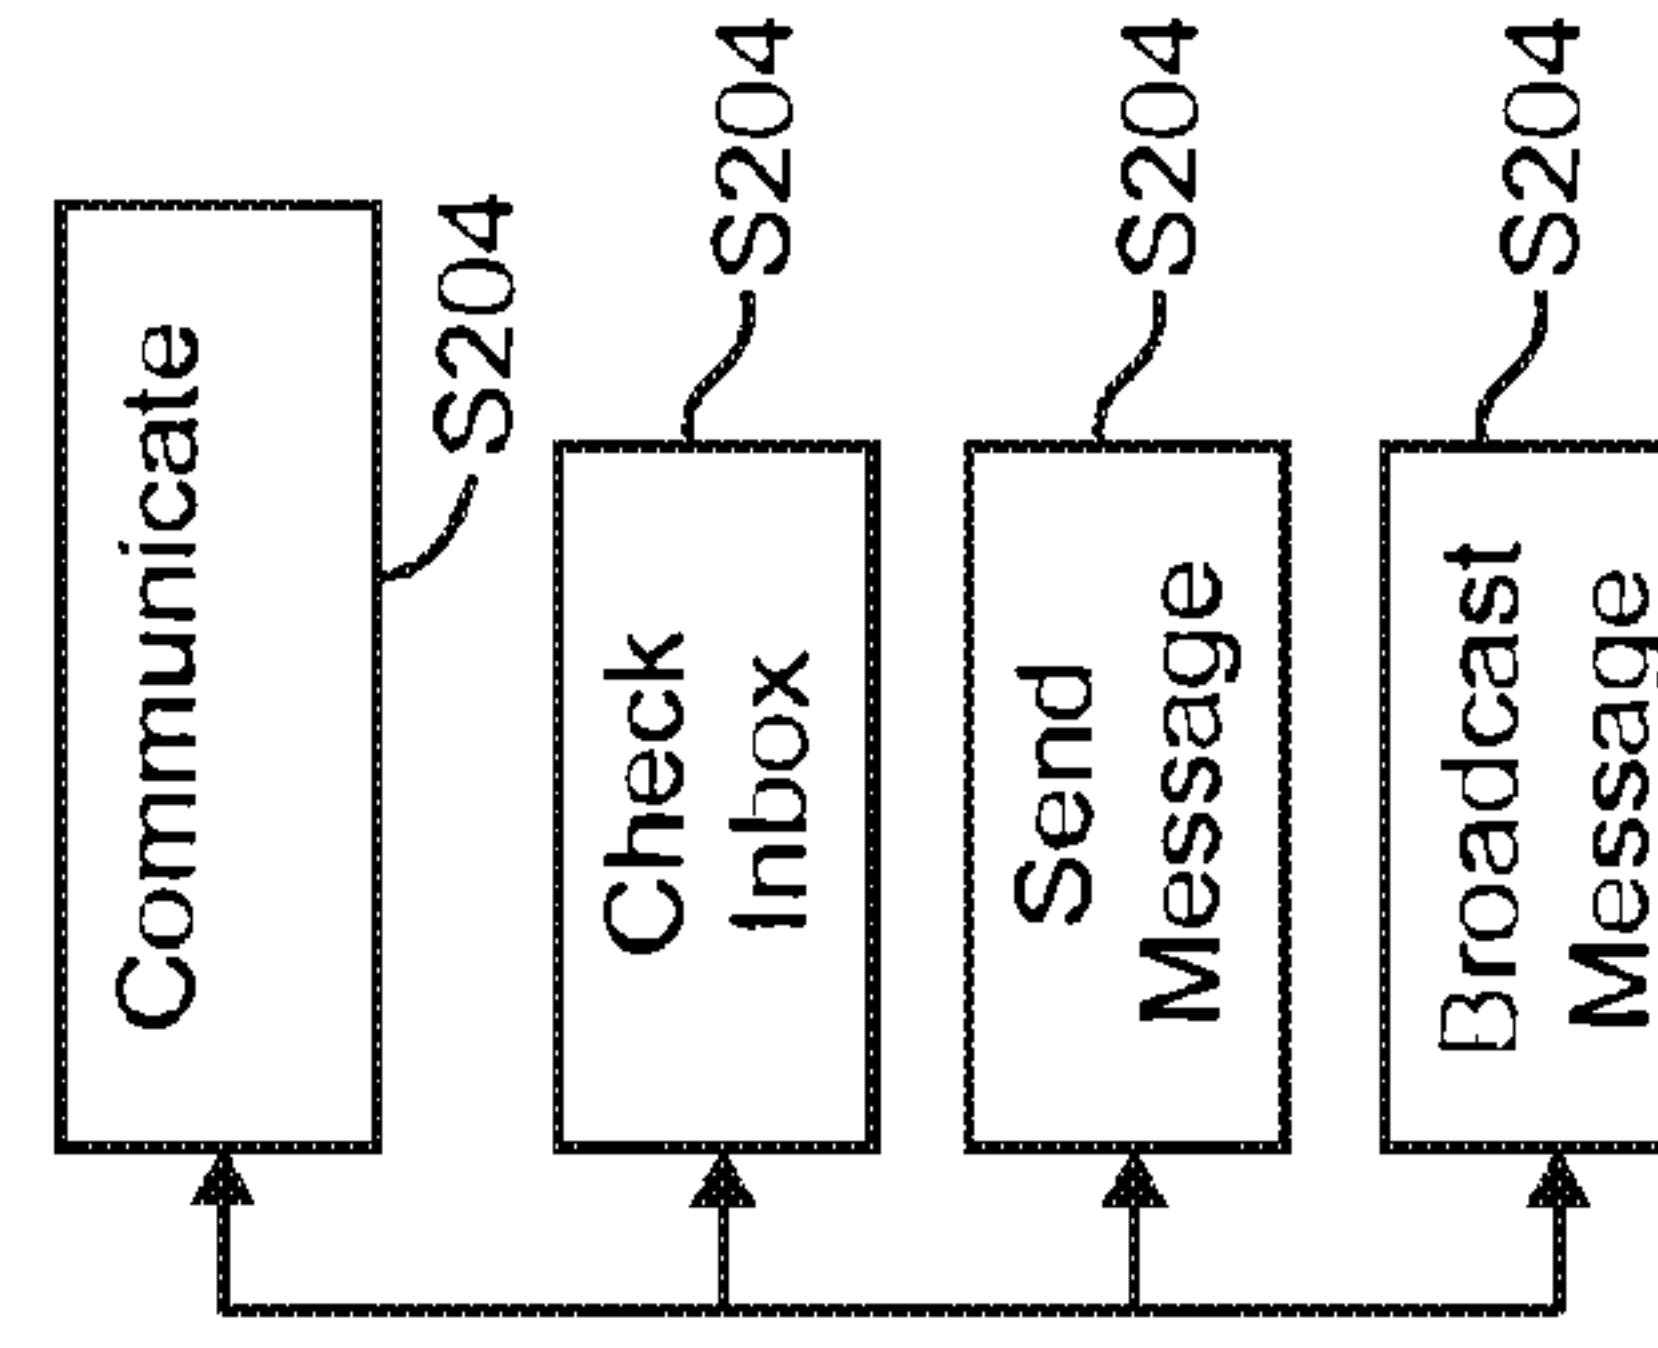 Communicate
S204
Check
Inbox
S204
Send
Message
S204
Broadcast
Message
S204